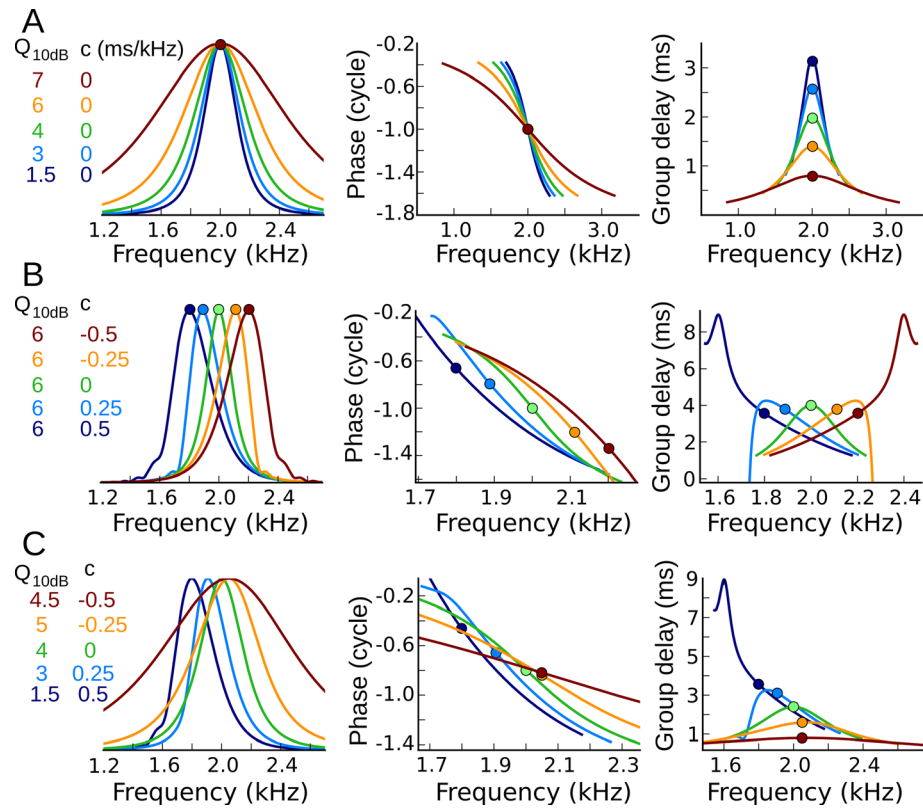 A
Q10dB c (ms/kHz)
7 0
6 0
4 0
3 0
1.5 0
1.2 1.6 2.0 2.4
Frequency (kHz)
Phase (cycle)
-0.2
-1.0
-1.4
-1.8
1.0 2.0 3.0
Frequency (kHz)
Group delay (ms)
3
2
1
1.0 2.0 3.0
Frequency (kHz)
B
Q10dB c
6 -0.5
6 -0.25
6 0
6 0.25
6 0.5
1.2 1.6 2.0 2.4
Frequency (kHz)
Phase (cycle)
-0.2
-0.6
-1.0
-1.4
1.7 1.9 2.1
Frequency (kHz)
Group delay (ms)
8
6
4
2
0
1.6 1.8 2.0 2.2 2.4
Frequency (kHz)
C
Q10dB c
4.5 -0.5
5 -0.25
4 0
3 0.25
1.5 0.5
1.2 1.6 2.0 2.4
Frequency (kHz)
Phase (cycle)
-0.2
-0.6
-1.0
-1.4
1.7 1.9 2.1 2.3
Frequency (kHz)
Group delay (ms)
9
7
5
3
1
1.6 2.0 2.4
Frequency (kHz)